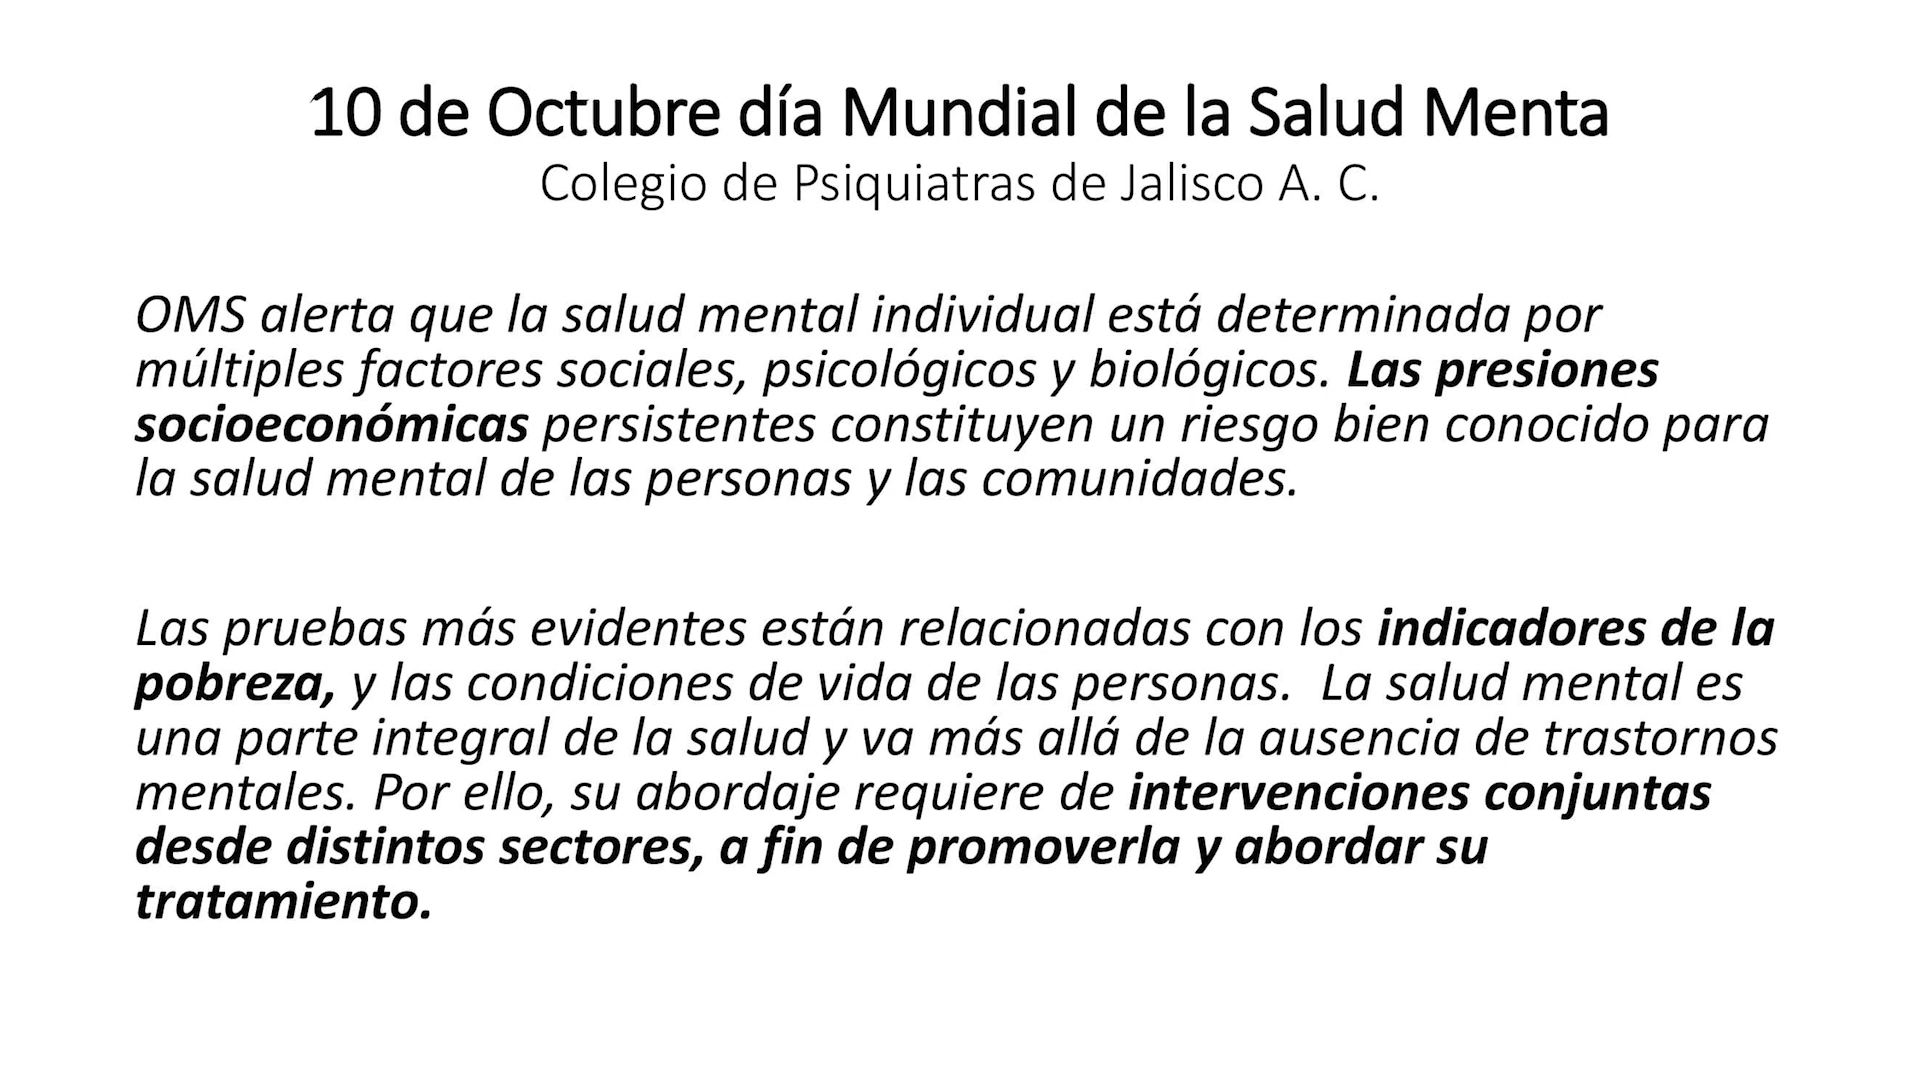 10 de Octubre día Mundial de la Salud Menta
Colegio de Psiquiatras de Jalisco A. C.
OMS alerta que la salud mental individual está determinada por
múltiples factores sociales, psicológicos y biológicos. Las presiones
socioeconómicas persistentes constituyen un riesgo bien conocido para
la salud mental de las personas y las comunidades.
Las pruebas más evidentes están relacionadas con los indicadores de la
pobreza, y las condiciones de vida de las personas.  La salud mental es
una parte integral de la salud y va más allá de la ausencia de trastornos
mentales. Por ello, su abordaje requiere de intervenciones conjuntas
desde distintos sectores, a fin de promoverla y abordar su
tratamiento.